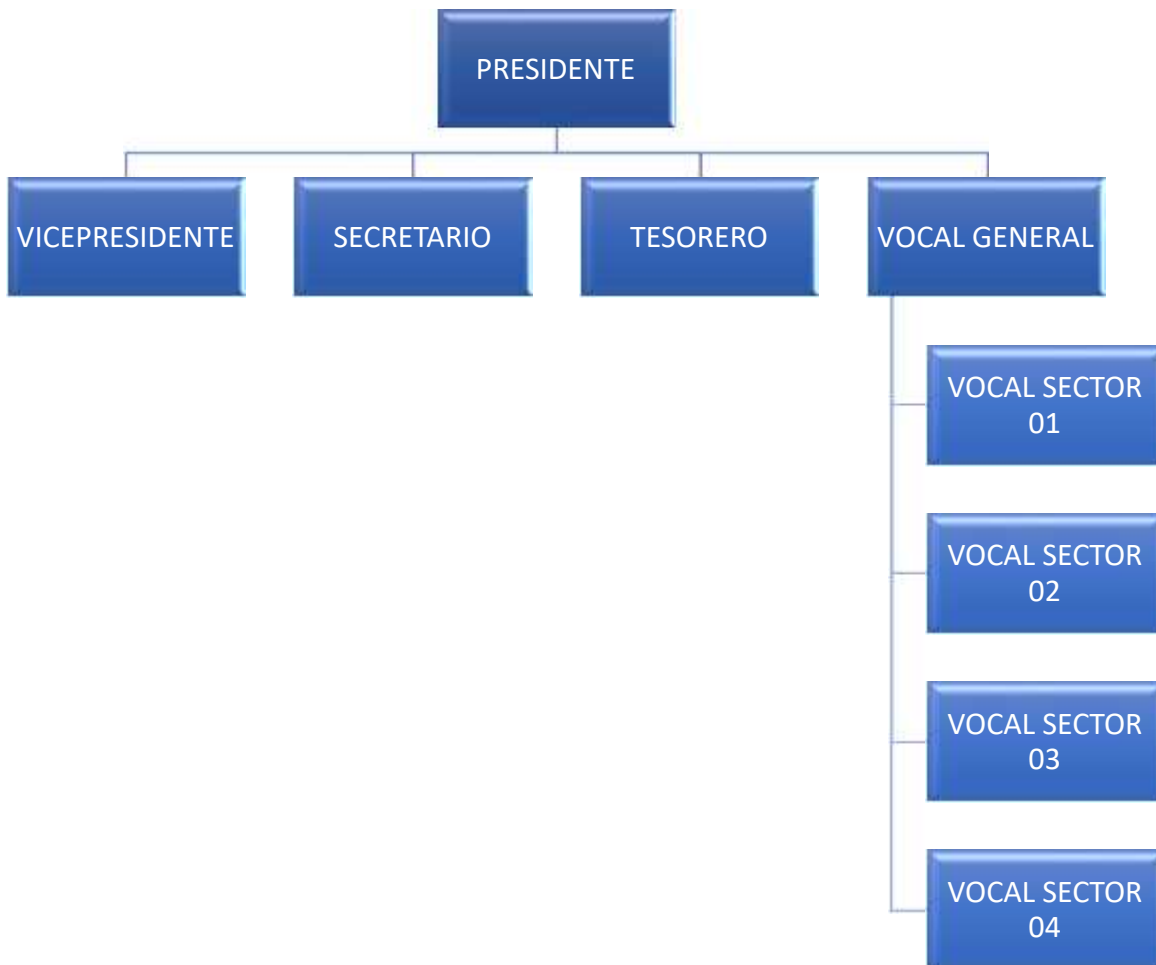 PRESIDENTE
VICEPRESIDENTE
SECRETARIO
TESORERO
VOCAL GENERAL
VOCAL SECTOR
01
VOCAL SECTOR
02
VOCAL SECTOR
03
VOCAL SECTOR
04